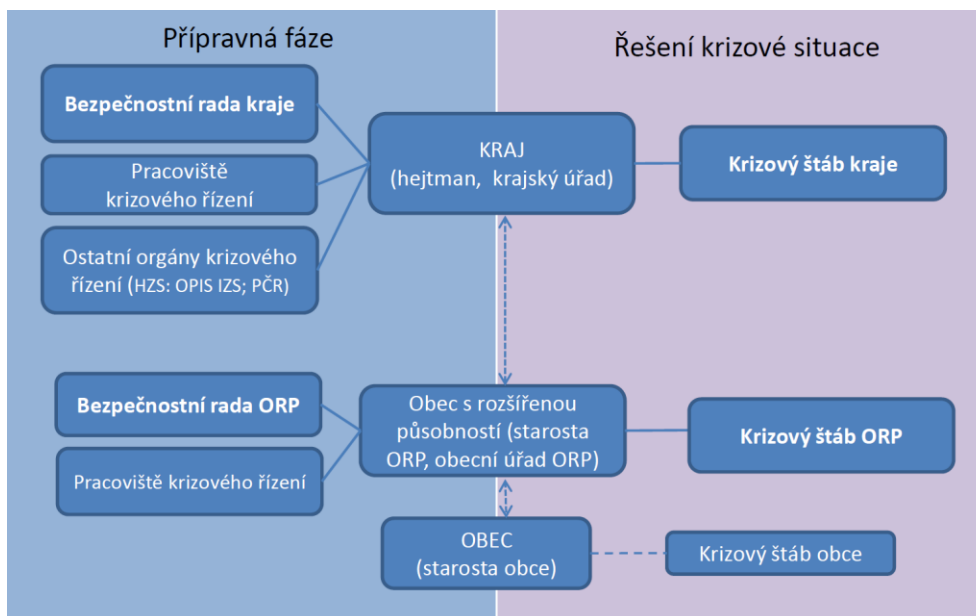 Přípravná fáze
Řešení krizové situace
Bezpečnostní rada kraje
Pracoviště
krizového řízení
Ostatní orgány krizového
řízení (HZS: OPIS IZS; PČR)
KRAJ
(hejtman, krajský úřad)
Krizový štáb kraje
Bezpečnostní rada ORP
Pracoviště krizového řízení
Obec s rozšířenou
působností (starosta
ORP, obecní úřad ORP)
Krizový štáb ORP
OBEC
(starosta obce)
Krizový štáb obce